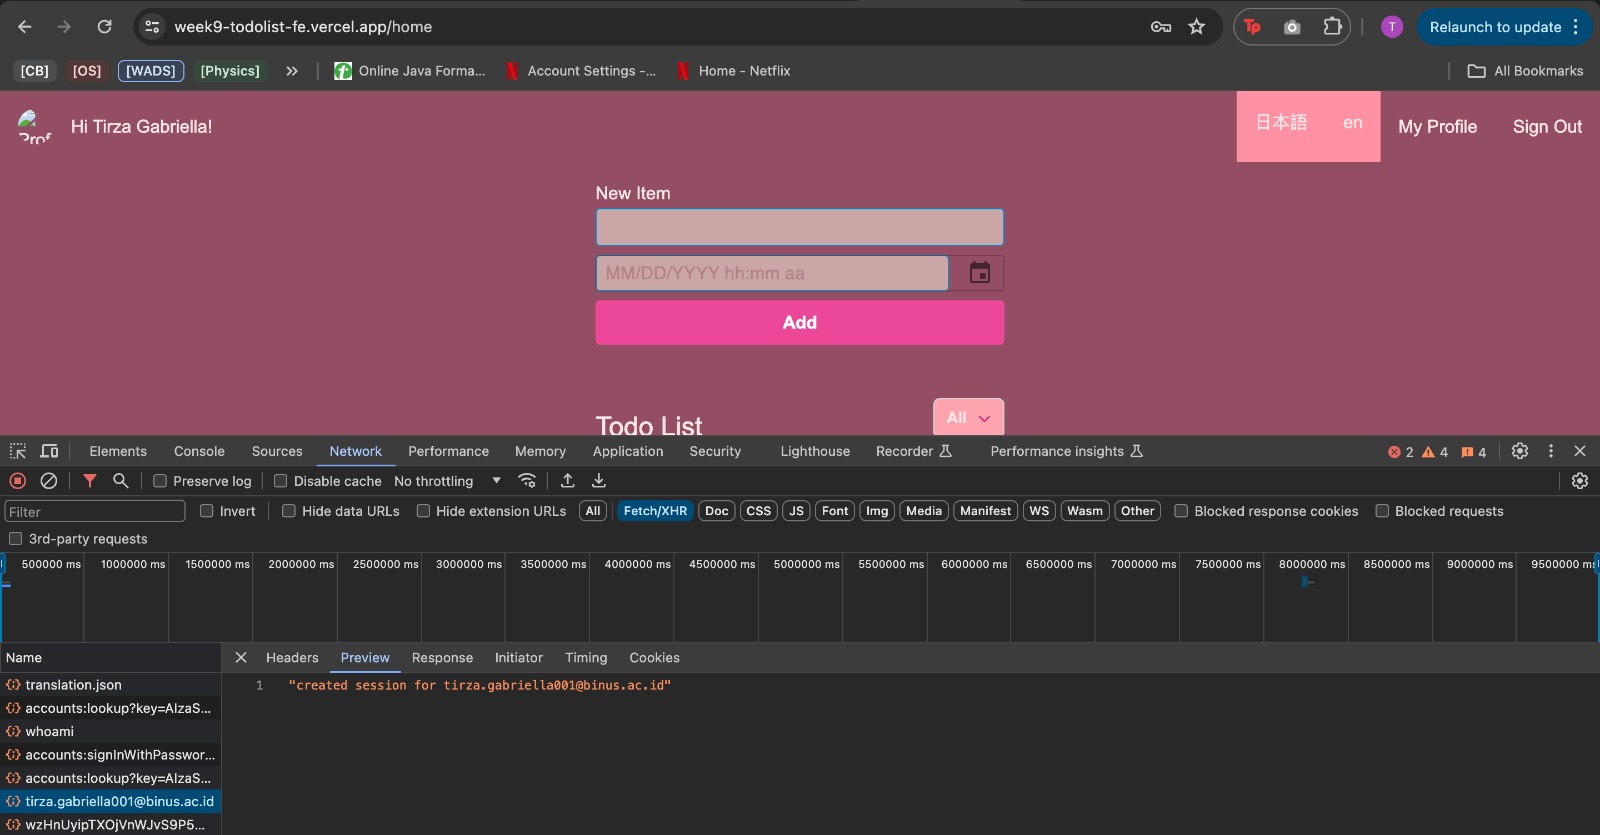 week9-todolist-fe.vercel.app/home
Tp
T
Relaunch to update
[CB] [OS] [WADS] [Physics] Online Java Forma... Account Settings -... Home - Netflix All Bookmarks
Prof
Hi Tirza Gabriella!
日本語 en My Profile Sign Out
New Item
MM/DD/YYYY hh:mm aa
Add
Todo List
All
Elements Console Sources Network Performance Memory Application Security Lighthouse Recorder Performance insights 2 4 4
Preserve log Disable cache No throttling
Filter Invert Hide data URLs Hide extension URLs All Fetch/XHR Doc CSS JS Font Img Media Manifest WS Wasm Other Blocked response cookies Blocked requests
3rd-party requests
500000 ms 1000000 ms 1500000 ms 2000000 ms 2500000 ms 3000000 ms 3500000 ms 4000000 ms 4500000 ms 5000000 ms 5500000 ms 6000000 ms 6500000 ms 7000000 ms 7500000 ms 8000000 ms 8500000 ms 9000000 ms 9500000 ms
Name
Headers Preview Response Initiator Timing Cookies
translation.json
accounts:lookup?key=AIzaS...
whoami
accounts:signInWithPasswor...
accounts:lookup?key=AIzaS...
tirza.gabriella001@binus.ac.id
wzHnUyipTXOjVnWJvS9P5...
1 "created session for tirza.gabriella001@binus.ac.id"